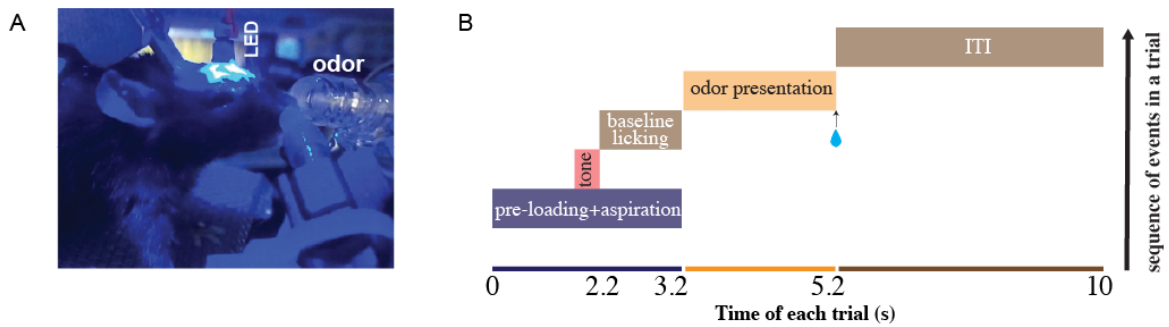 A
LED
odor
B
ITI
odor presentation
baseline
licking
tone
pre-loading+aspiration
0
2.2
3.2
5.2
10
Time of each trial (s)
sequence of events in a trial